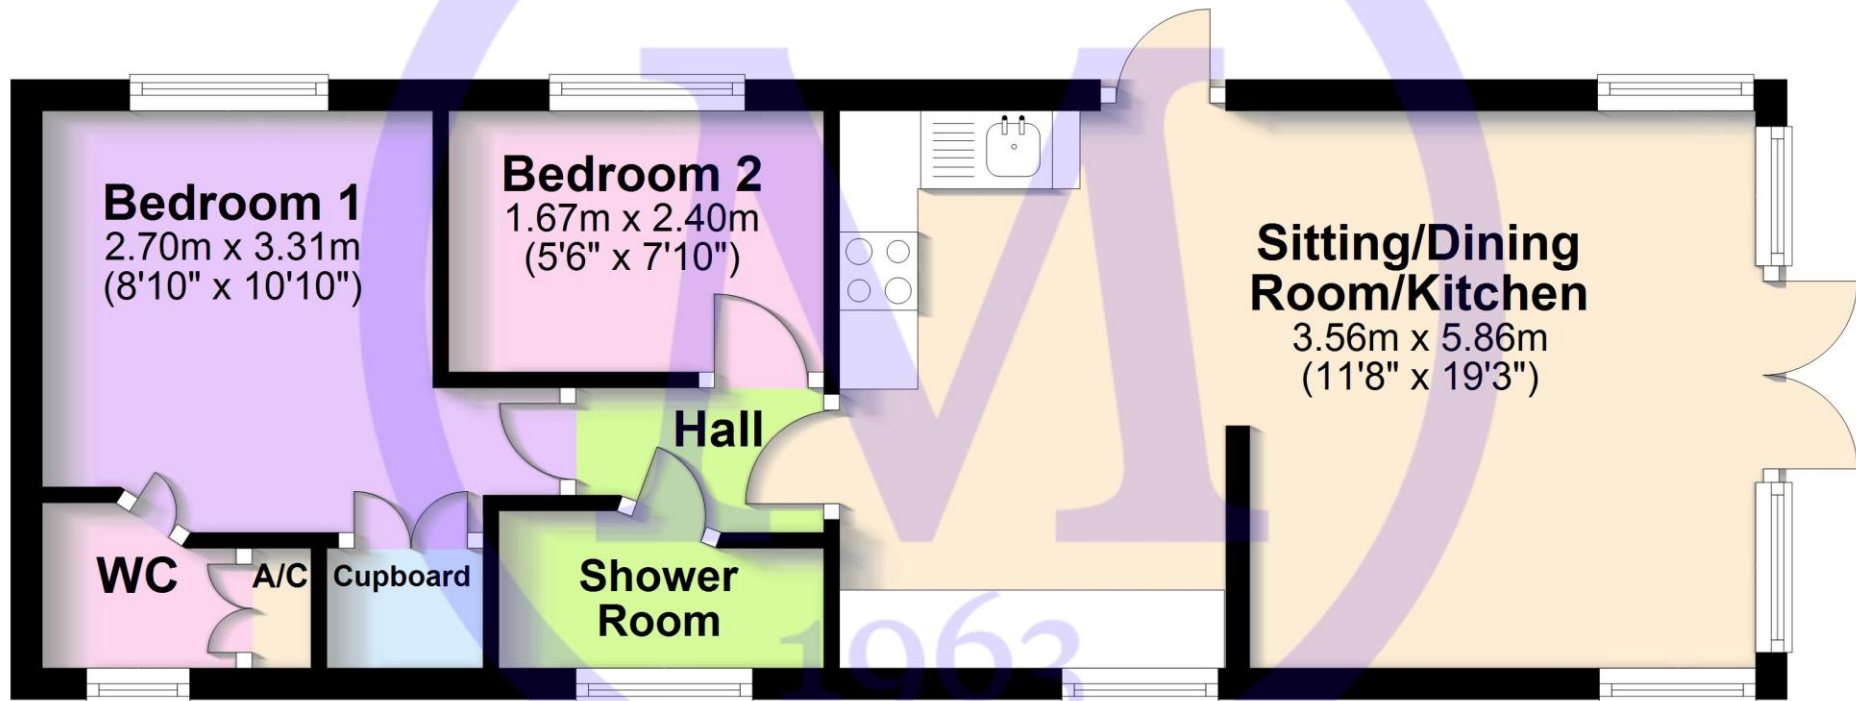 Bedroom 1
2.70m x 3.31m
(8'10" x 10'10")
Bedroom 2
1.67m x 2.40m
(5'6" x 7'10")
Sitting/Dining
Room/Kitchen
3.56m x 5.86m
(11'8" x 19'3")
Hall
WC
A/C
Cupboard
Shower
Room
M
1963